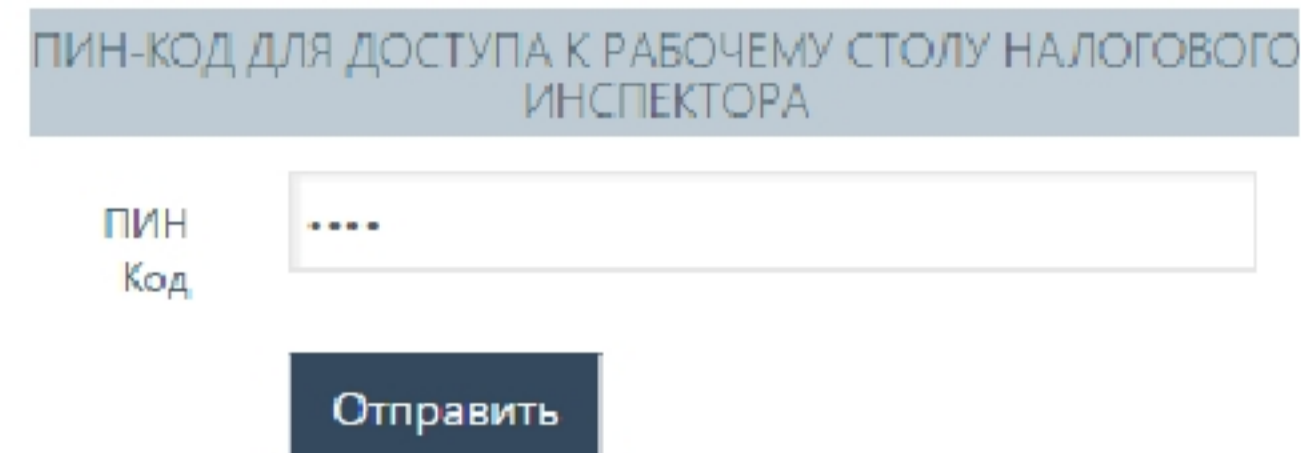 ПИН-КОД ДЛЯ ДОСТУПА К РАБОЧЕМУ СТОЛУ НАЛОГОВОГО
ИНСПЕКТОРА
ПИН
Код
••••
Отправить